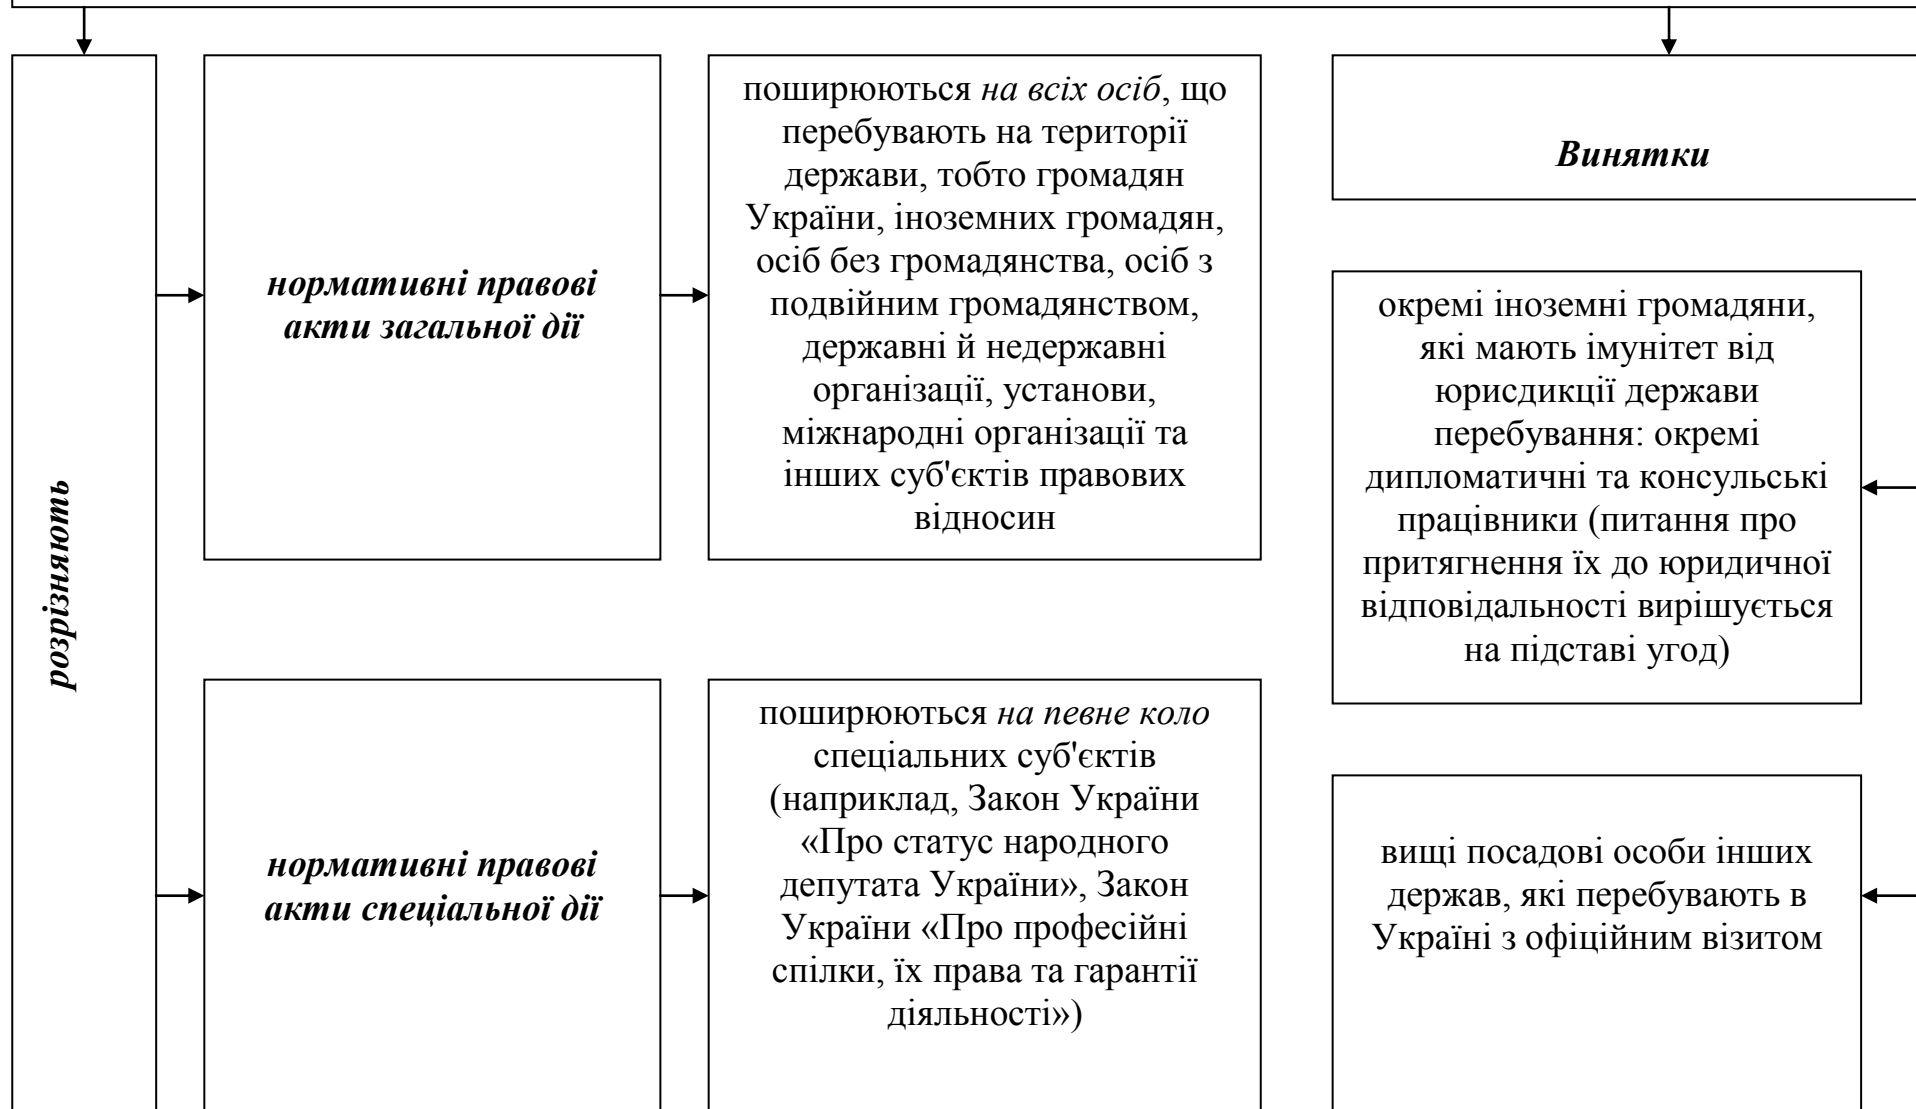 розрізняють
нормативні правові
акти загальної дії
поширюються на всіх осіб, що
перебувають на території
держави, тобто громадян
України, іноземних громадян,
осіб без громадянства, осіб з
подвійним громадянством,
державні й недержавні
організації, установи,
міжнародні організації та
інших суб'єктів правових
відносин
нормативні правові
акти спеціальної дії
поширюються на певне коло
спеціальних суб'єктів
(наприклад, Закон України
«Про статус народного
депутата України», Закон
України «Про професійні
спілки, їх права та гарантії
діяльності»)
Винятки
окремі іноземні громадяни,
які мають імунітет від
юрисдикції держави
перебування: окремі
дипломатичні та консульські
працівники (питання про
притягнення їх до юридичної
відповідальності вирішується
на підставі угод)
вищі посадові особи інших
держав, які перебувають в
Україні з офіційним візитом